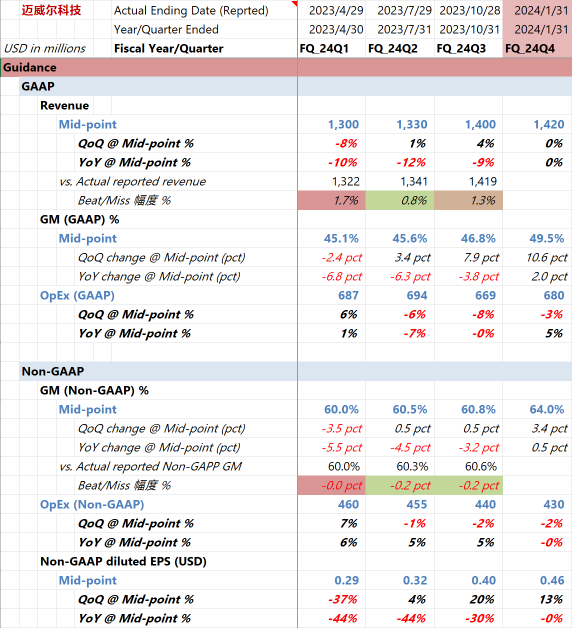 迈威尔科技 Actual Ending Date (Reprted) 2023/4/29 2023/7/29 2023/10/28 2024/1/31
Year/Quarter Ended 2023/4/30 2023/7/31 2023/10/31 2024/1/31
USD in millions Fiscal Year/Quarter FQ_24Q1 FQ_24Q2 FQ_24Q3 FQ_24Q4
Guidance
GAAP
Revenue
Mid-point 1,300 1,330 1,400 1,420
QoQ @ Mid-point % -8% 1% 4% 0%
YoY @ Mid-point % -10% -12% -9% 0%
vs. Actual reported revenue 1,322 1,341 1,419
Beat/Miss 幅度 % 1.7% 0.8% 1.3%
GM (GAAP) %
Mid-point 45.1% 45.6% 46.8% 49.5%
QoQ change @ Mid-point (pct) -2.4 pct 3.4 pct 7.9 pct 10.6 pct
YoY change @ Mid-point (pct) -6.8 pct -6.3 pct -3.8 pct 2.0 pct
OpEx (GAAP) 687 694 669 680
QoQ @ Mid-point % 6% -6% -8% -3%
YoY @ Mid-point % 1% -7% -0% 5%
Non-GAAP
GM (Non-GAAP) %
Mid-point 60.0% 60.5% 60.8% 64.0%
QoQ change @ Mid-point (pct) -3.5 pct 0.5 pct 0.5 pct 3.4 pct
YoY change @ Mid-point (pct) -5.5 pct -4.5 pct -3.2 pct 0.5 pct
vs. Actual reported Non-GAPP GM 60.0% 60.3% 60.6%
Beat/Miss 幅度 % -0.0 pct -0.2 pct -0.2 pct
OpEx (Non-GAAP) 460 455 440 430
QoQ @ Mid-point % 7% -1% -2% -2%
YoY @ Mid-point % 6% 5% 5% -0%
Non-GAAP diluted EPS (USD)
Mid-point 0.29 0.32 0.40 0.46
QoQ @ Mid-point % -37% 4% 20% 13%
YoY @ Mid-point % -44% -44% -30% -0%